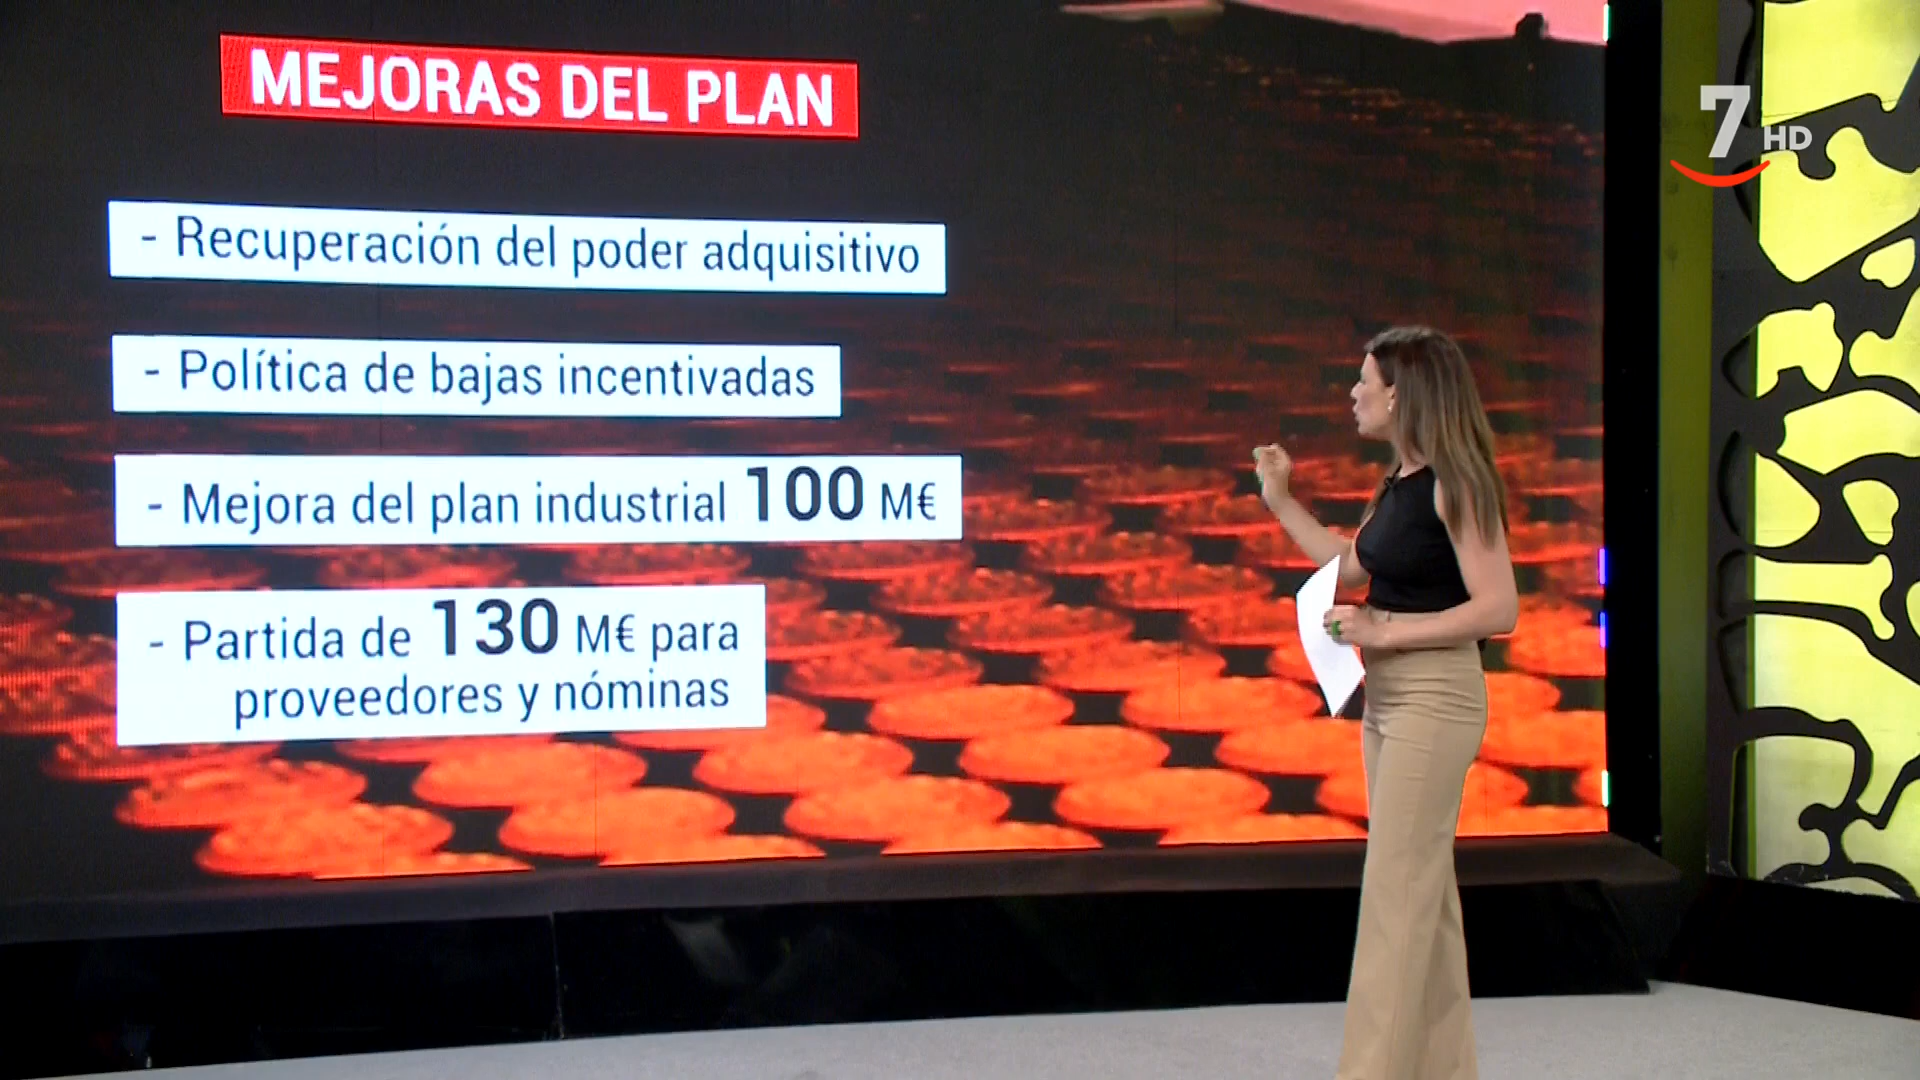 MEJORAS DEL PLAN
7 HD
- Recuperación del poder adquisitivo
- Política de bajas incentivadas
- Mejora del plan industrial 100 M€
- Partida de 130 M€ para
proveedores y nóminas